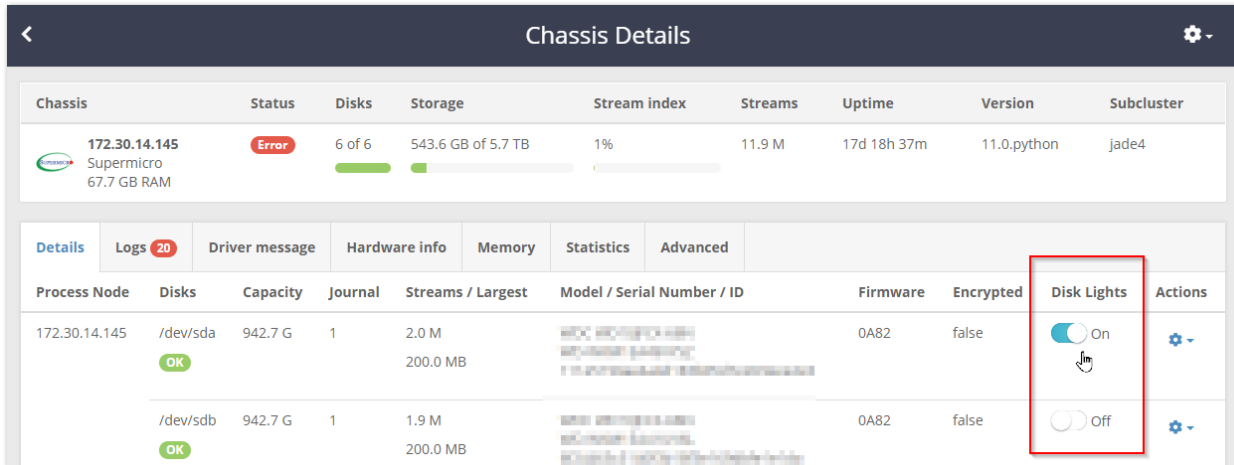 Chassis Details
Chassis Status Disks Storage Stream index Streams Uptime Version Subcluster
172.30.14.145 Error 6 of 6 543.6 GB of 5.7 TB 1% 11.9 M 17d 18h 37m 11.0.python jade4
Supermicro
67.7 GB RAM
Details Logs 20 Driver message Hardware info Memory Statistics Advanced
Process Node Disks Capacity Journal Streams / Largest Model / Serial Number / ID Firmware Encrypted Disk Lights Actions
172.30.14.145 /dev/sda 942.7 G 1 2.0 M 0A82 false On
OK 200.0 MB
/dev/sdb 942.7 G 1 1.9 M 0A82 false Off
OK 200.0 MB